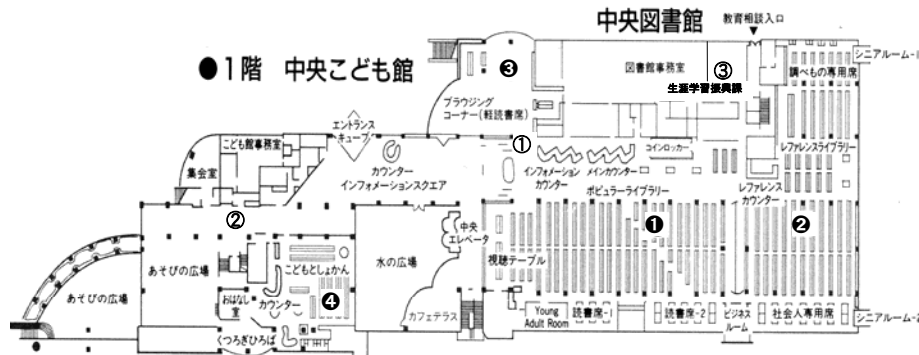 中央図書館
教育相談入口
●1階 中央こども館
シニアルーム-1
❸
図書館事務室
③
生涯学習振興課
調べもの専用席
ブラウジング
コーナー(軽読書席)
エントランス
キューブ
こども館事務室
集会室
カウンター
インフォメーションスクエア
①
インフォメーション
カウンター
メインカウンター
コインロッカー
レファレンスライブラリー
ポピュラーライブラリー
レファレンス
カウンター
②
中央
エレベータ
❶
❷
あそびの広場
あそびの広場
こどもとしょかん
水の広場
視聴テーブル
おはなし
室
カウンター
❹
カフェテラス
くつろぎひろば
Young
Adult Room
読書席-1
読書席-2
ビジネス
ルーム
社会人専用席
シニアルーム-2